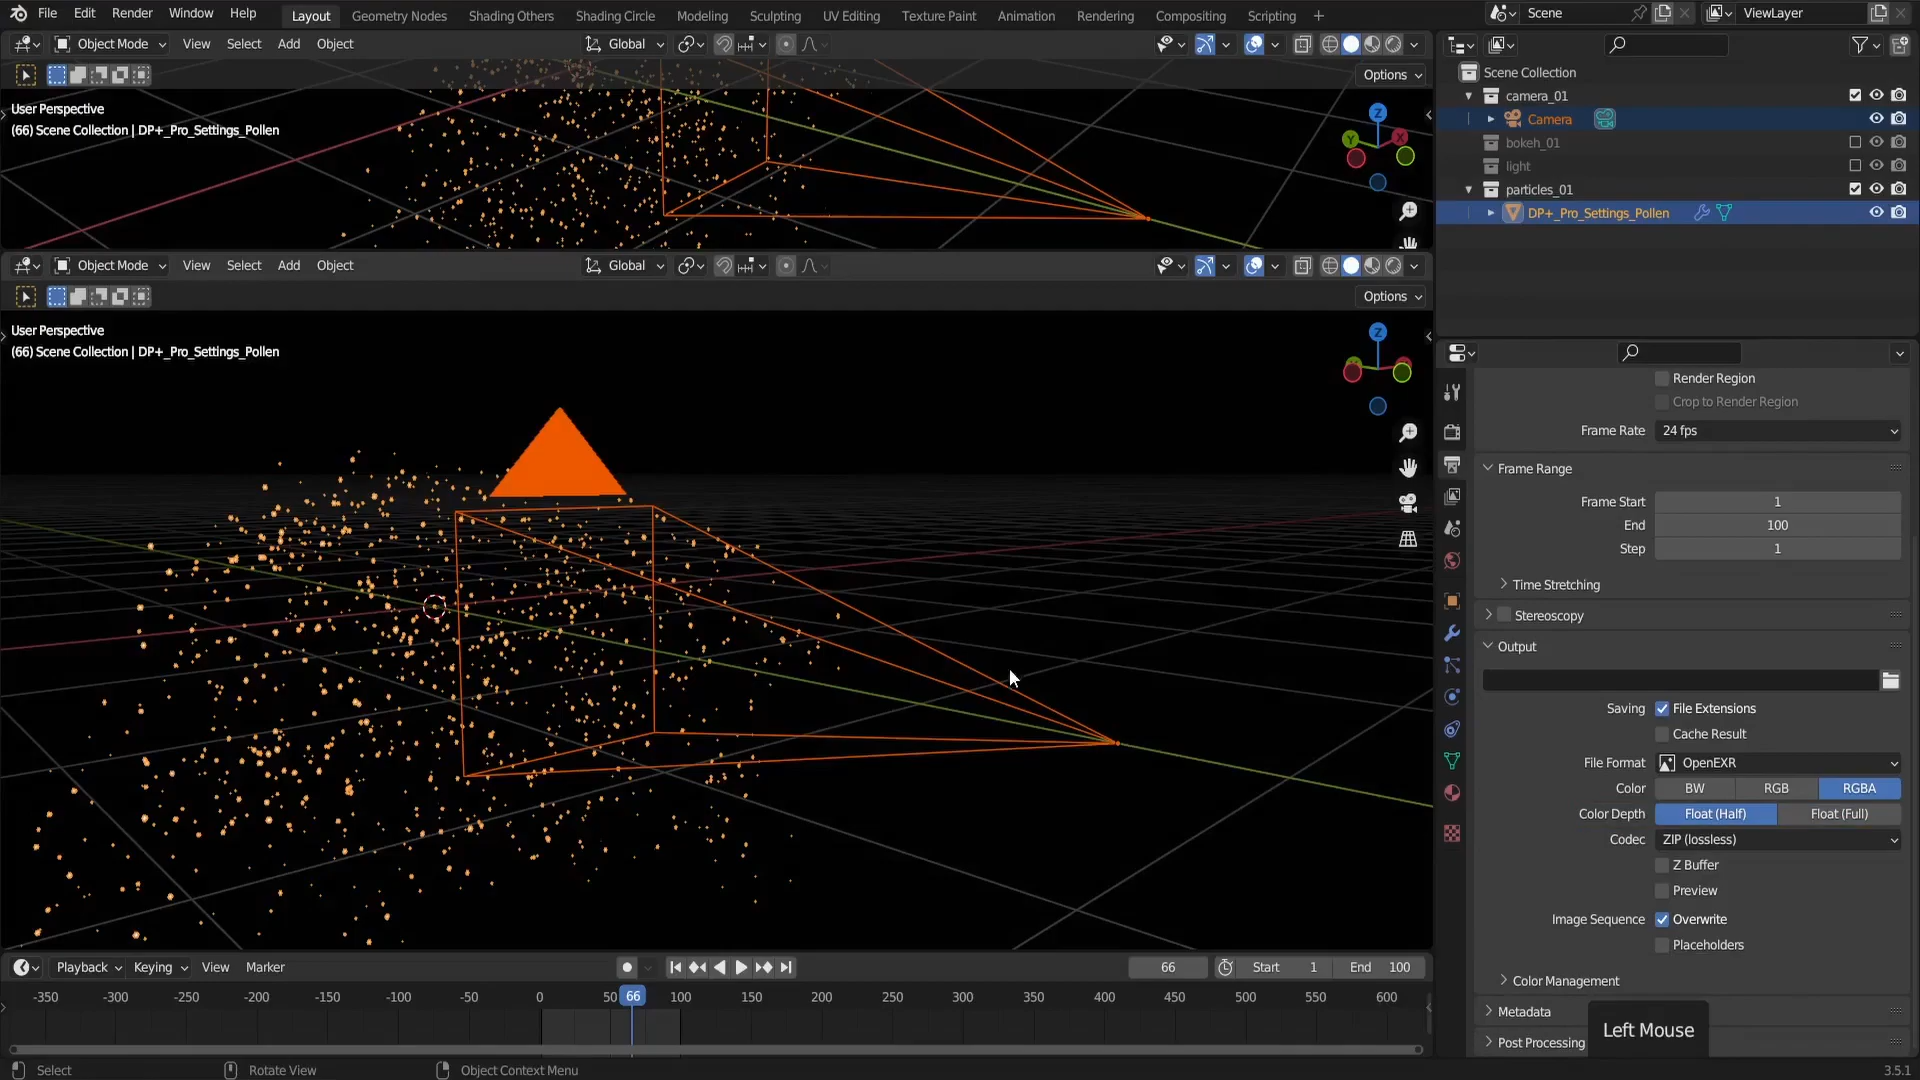 File Edit Render Window Help Layout Geometry Nodes Shading Others Shading Circle Modeling Sculpting UV Editing Texture Paint Animation Rendering Compositing Scripting + Scene ViewLayer
Object Mode View Select Add Object Global
Options
User Perspective
(66) Scene Collection | DP+_Pro_Settings_Pollen
Z
Y
X
Object Mode View Select Add Object Global
Options
User Perspective
(66) Scene Collection | DP+_Pro_Settings_Pollen
Z
Scene Collection
camera_01
Camera
bokeh_01
light
particles_01
DP+_Pro_Settings_Pollen
Render Region
Crop to Render Region
Frame Rate 24 fps
Frame Range
Frame Start 1
End 100
Step 1
Time Stretching
Stereoscopy
Output
Saving File Extensions
Cache Result
File Format OpenEXR
Color BW RGB RGBA
Color Depth Float (Half) Float (Full)
Codec ZIP (lossless)
Z Buffer
Preview
Image Sequence Overwrite
Placeholders
Color Management
Metadata
Post Processing
Left Mouse
Playback Keying View Marker 66 Start 1 End 100
-350 -300 -250 -200 -150 -100 -50 0 50 66 100 150 200 250 300 350 400 450 500 550 600
Select Rotate View Object Context Menu 3.5.1